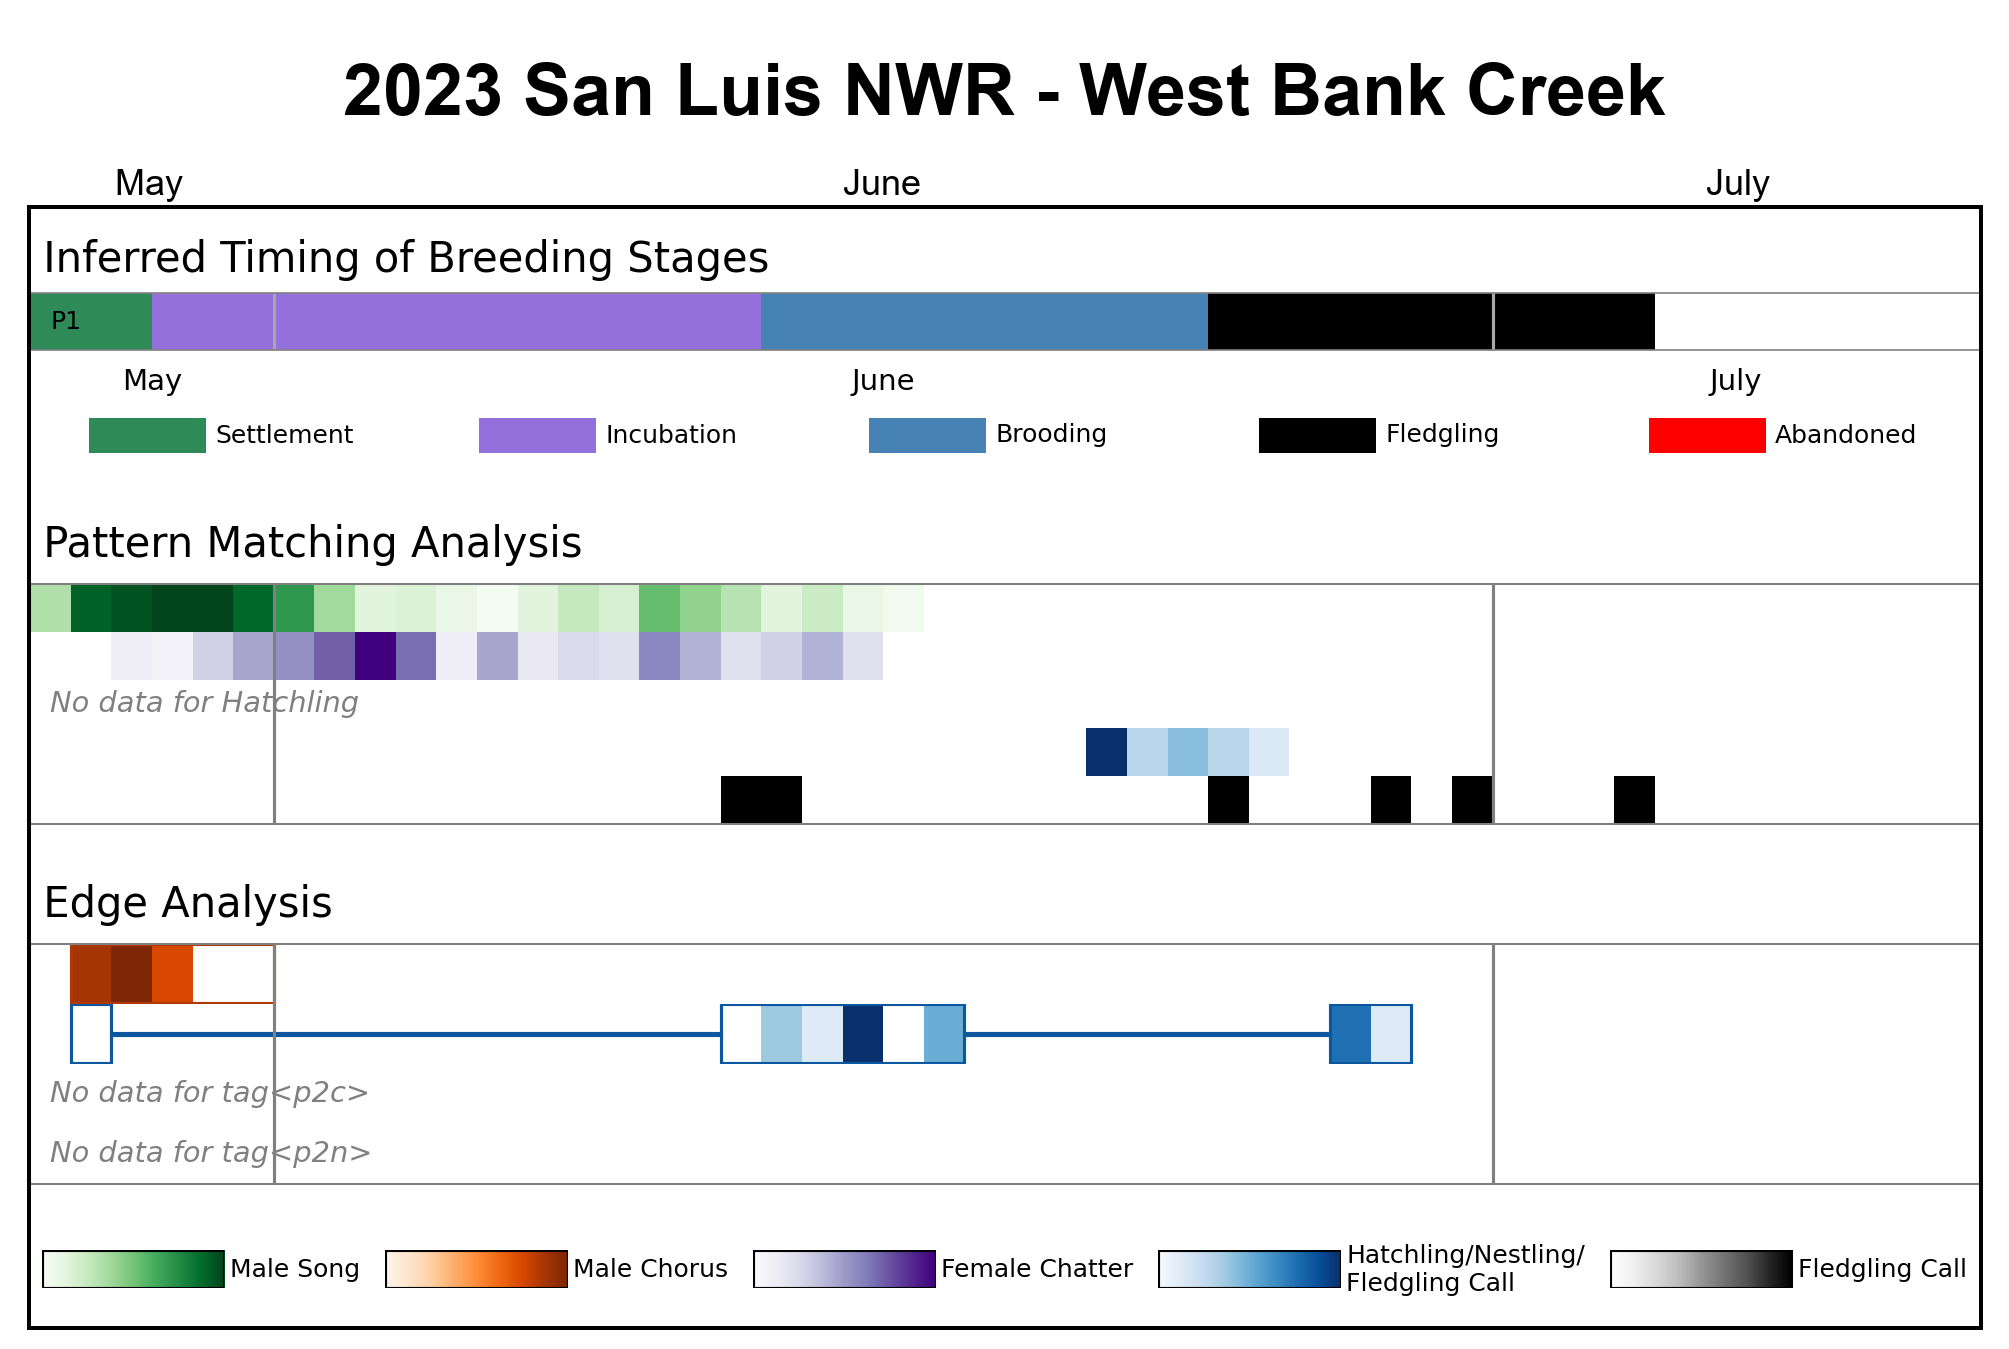 2023 San Luis NWR - West Bank Creek
May June July
Inferred Timing of Breeding Stages
P1
May June July
Settlement Incubation Brooding Fledgling Abandoned
Pattern Matching Analysis
No data for Hatchling
Edge Analysis
No data for tag<p2c>
No data for tag<p2n>
Male Song Male Chorus Female Chatter Hatchling/Nestling/
Fledgling Call Fledgling Call